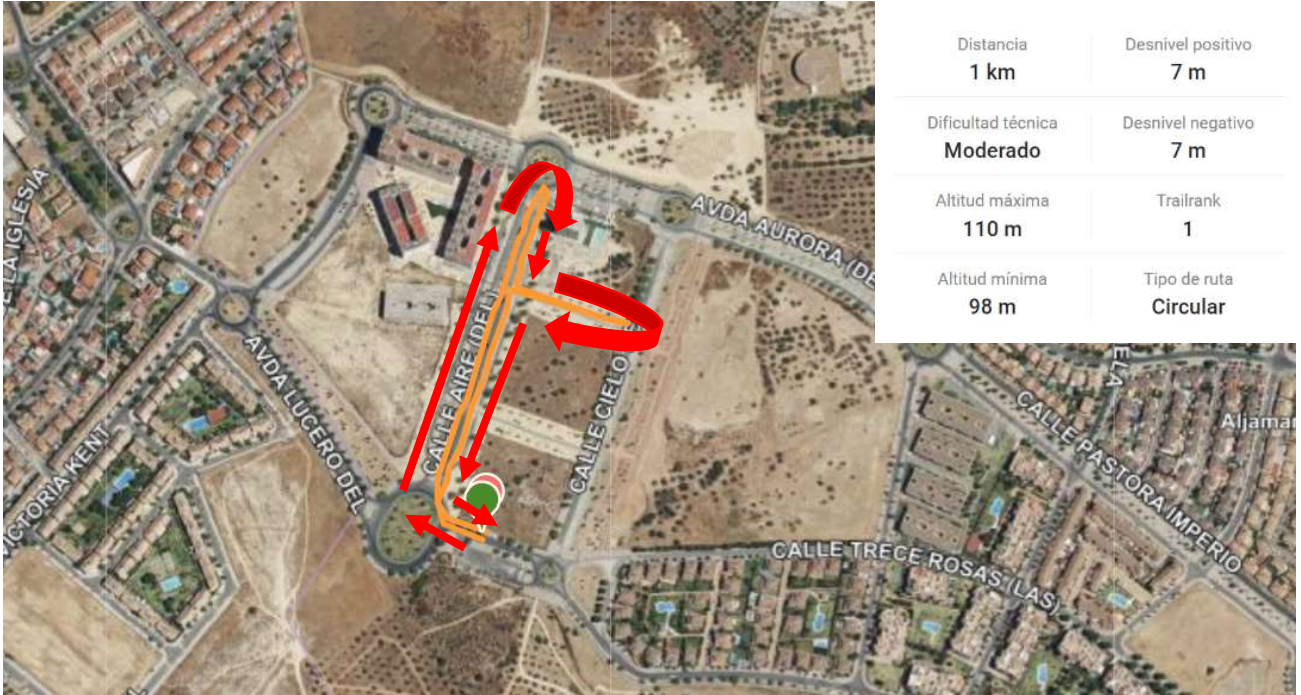 Distancia
1 km
Desnivel positivo
7 m
Dificultad técnica
Moderado
Desnivel negativo
7 m
Altitud máxima
110 m
Trailrank
1
Altitud mínima
98 m
Tipo de ruta
Circular
LA IGLESIA
AVDA AURORA (DE
CALLE AIRE (DEL)
CALLE CIELO
AVDA LUCERO DEL
VICTORIA KENT
ELA
CALLE PASTORA IMPERIO
Aljamar
CALLE TRECE ROSAS (LAS)